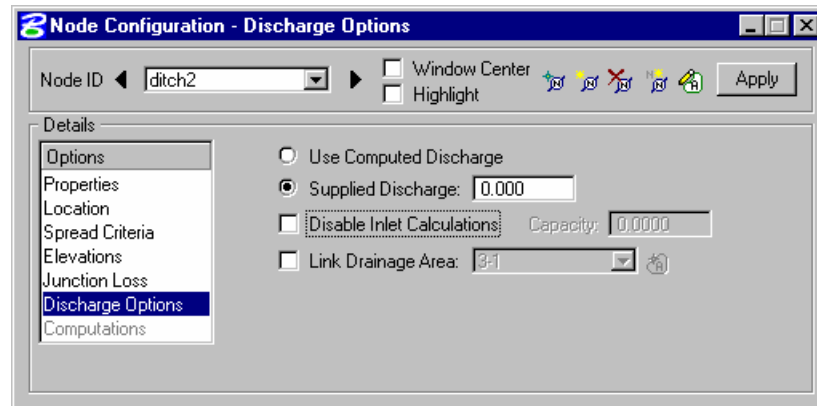 Node Configuration - Discharge Options
Node ID ditch2 Window Center
Highlight
Apply
Details
Options
Properties
Location
Spread Criteria
Elevations
Junction Loss
Discharge Options
Computations
Use Computed Discharge
Supplied Discharge: 0.000
Disable Inlet Calculations Capacity: 0.0000
Link Drainage Area: 3-1